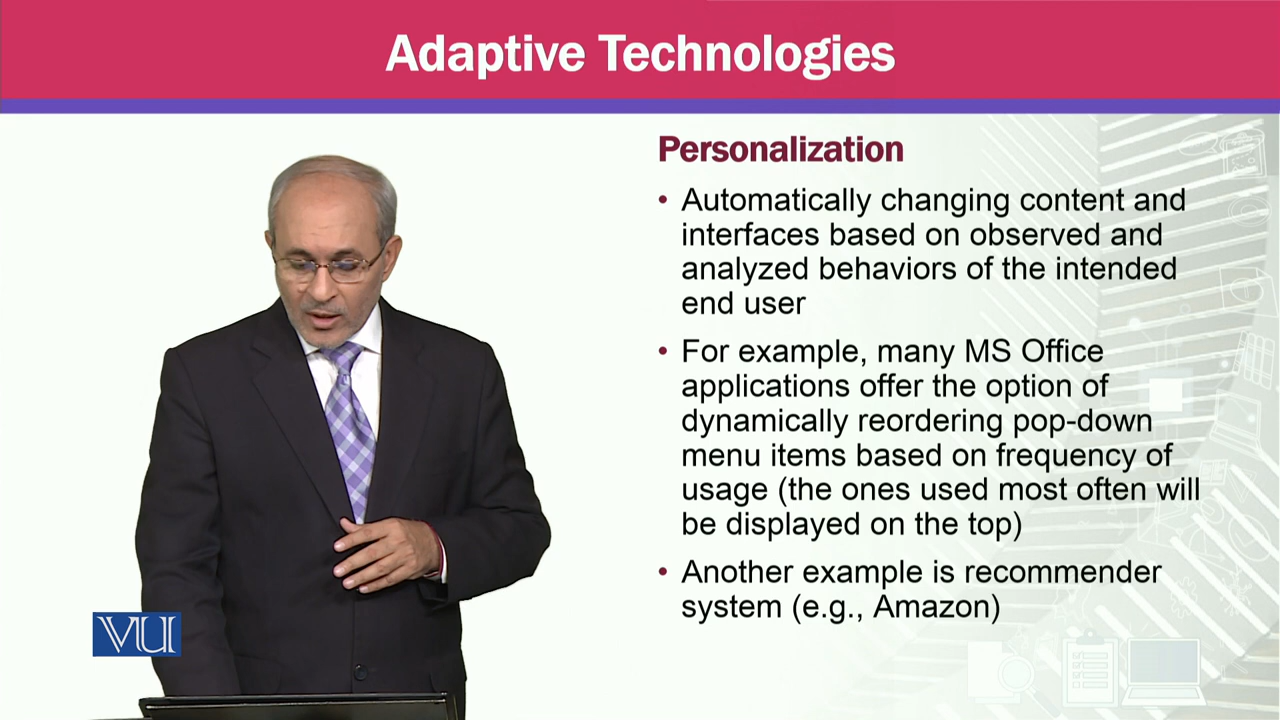 Adaptive Technologies
Personalization
• Automatically changing content and
interfaces based on observed and
analyzed behaviors of the intended
end user
• For example, many MS Office
applications offer the option of
dynamically reordering pop-down
menu items based on frequency of
usage (the ones used most often will
be displayed on the top)
• Another example is recommender
system (e.g., Amazon)
VU